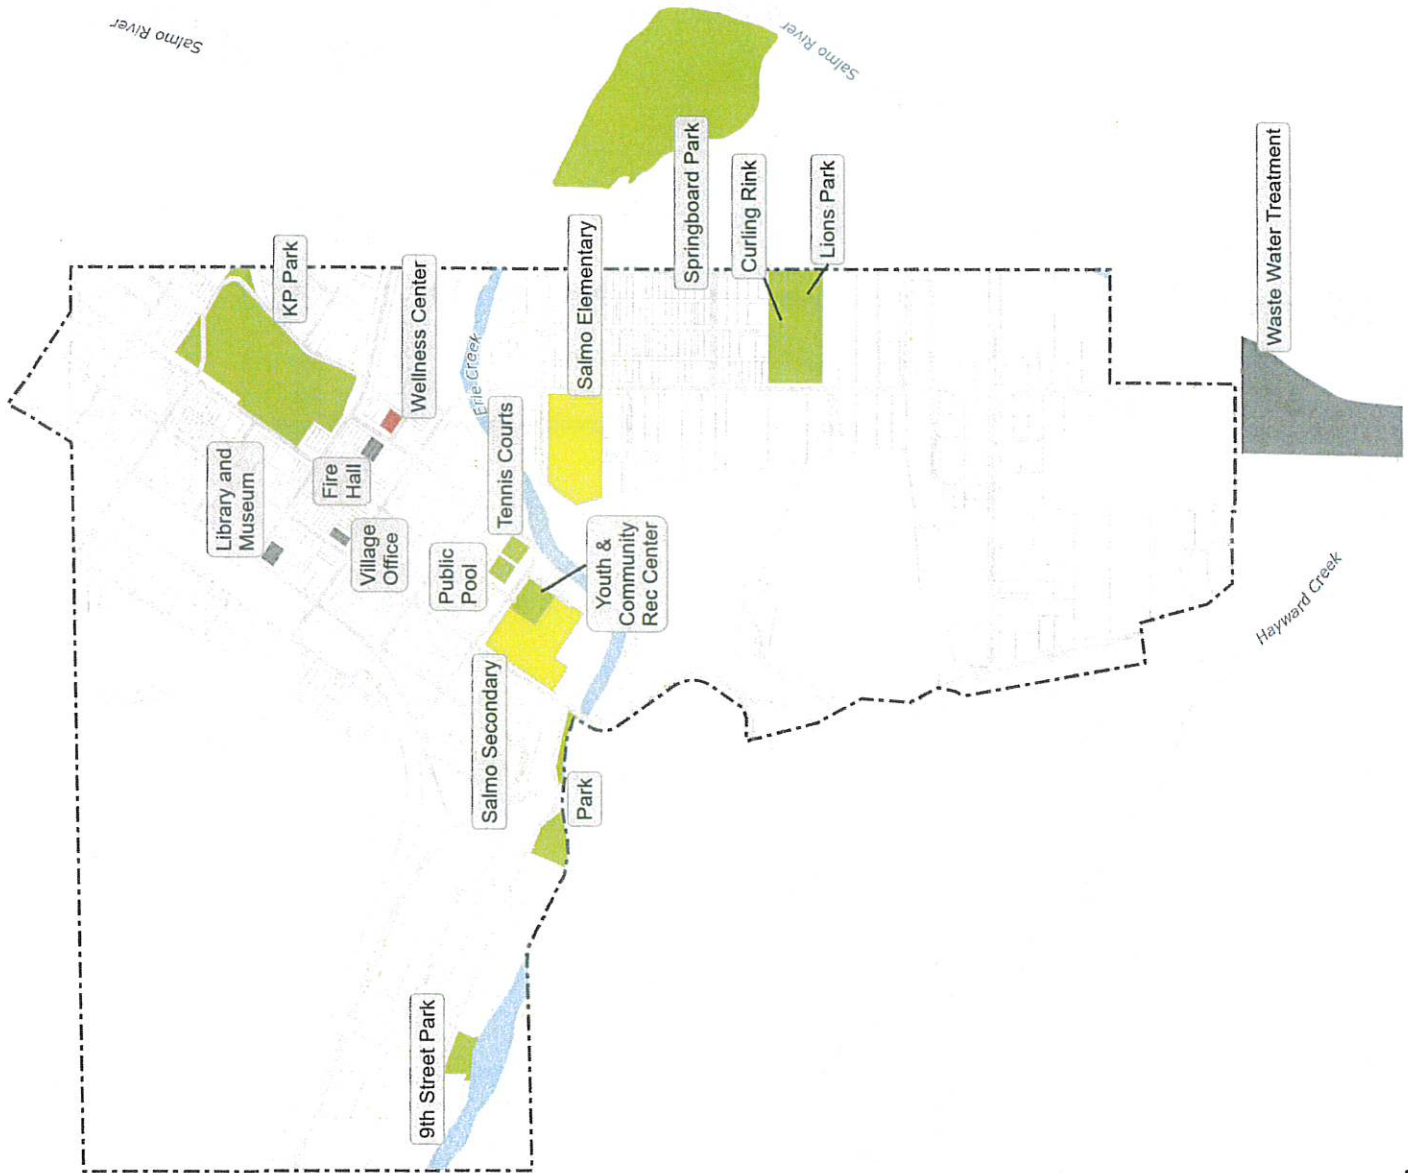 Salmo River
Salmo River
KP Park
Wellness Center
Library and
Museum
Fire
Hall
Village
Office
Erie Creek
Salmo Elementary
Springboard Park
Curling Rink
Lions Park
Waste Water Treatment
Tennis Courts
Public
Pool
Youth &
Community
Rec Center
Salmo Secondary
Park
9th Street Park
Hayward Creek